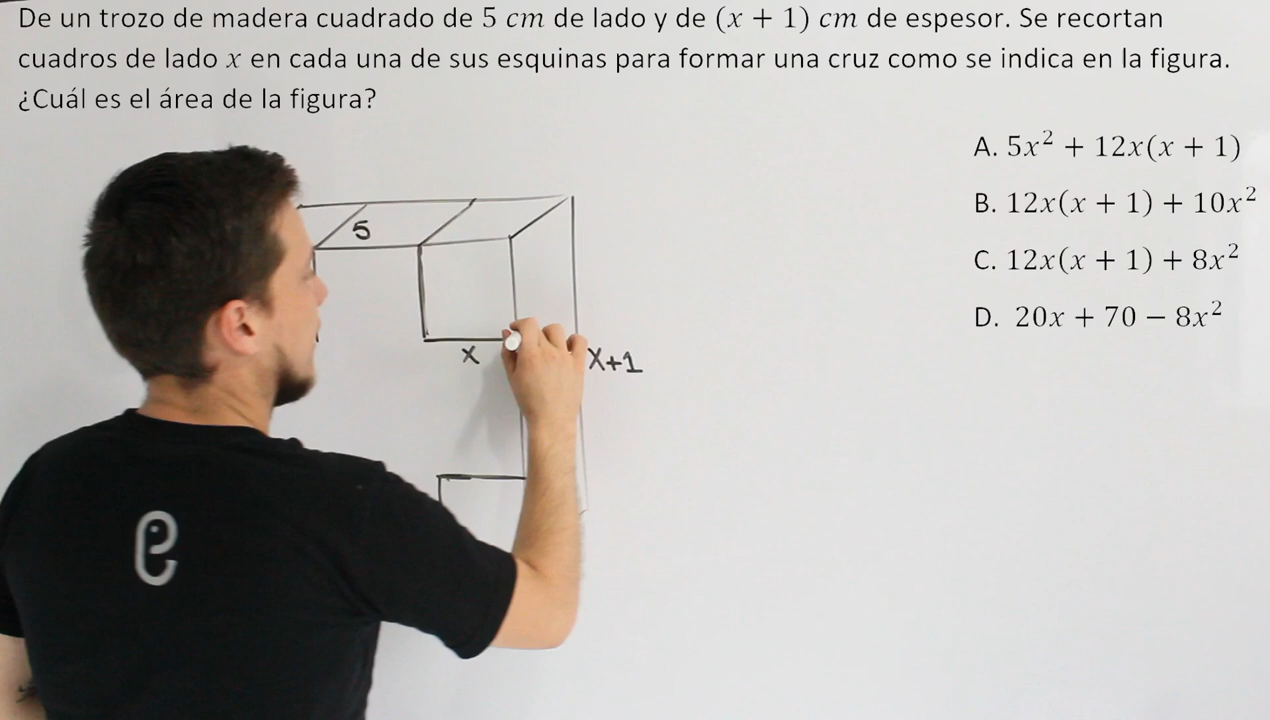 De un trozo de madera cuadrado de 5 cm de lado y de (x + 1) cm de espesor. Se recortan
cuadros de lado x en cada una de sus esquinas para formar una cruz como se indica en la figura.
¿Cuál es el área de la figura?
A. 5x² + 12x(x + 1)
B. 12x(x + 1) + 10x²
C. 12x(x + 1) + 8x²
D. 20x + 70 − 8x²
5
x
x+1
e